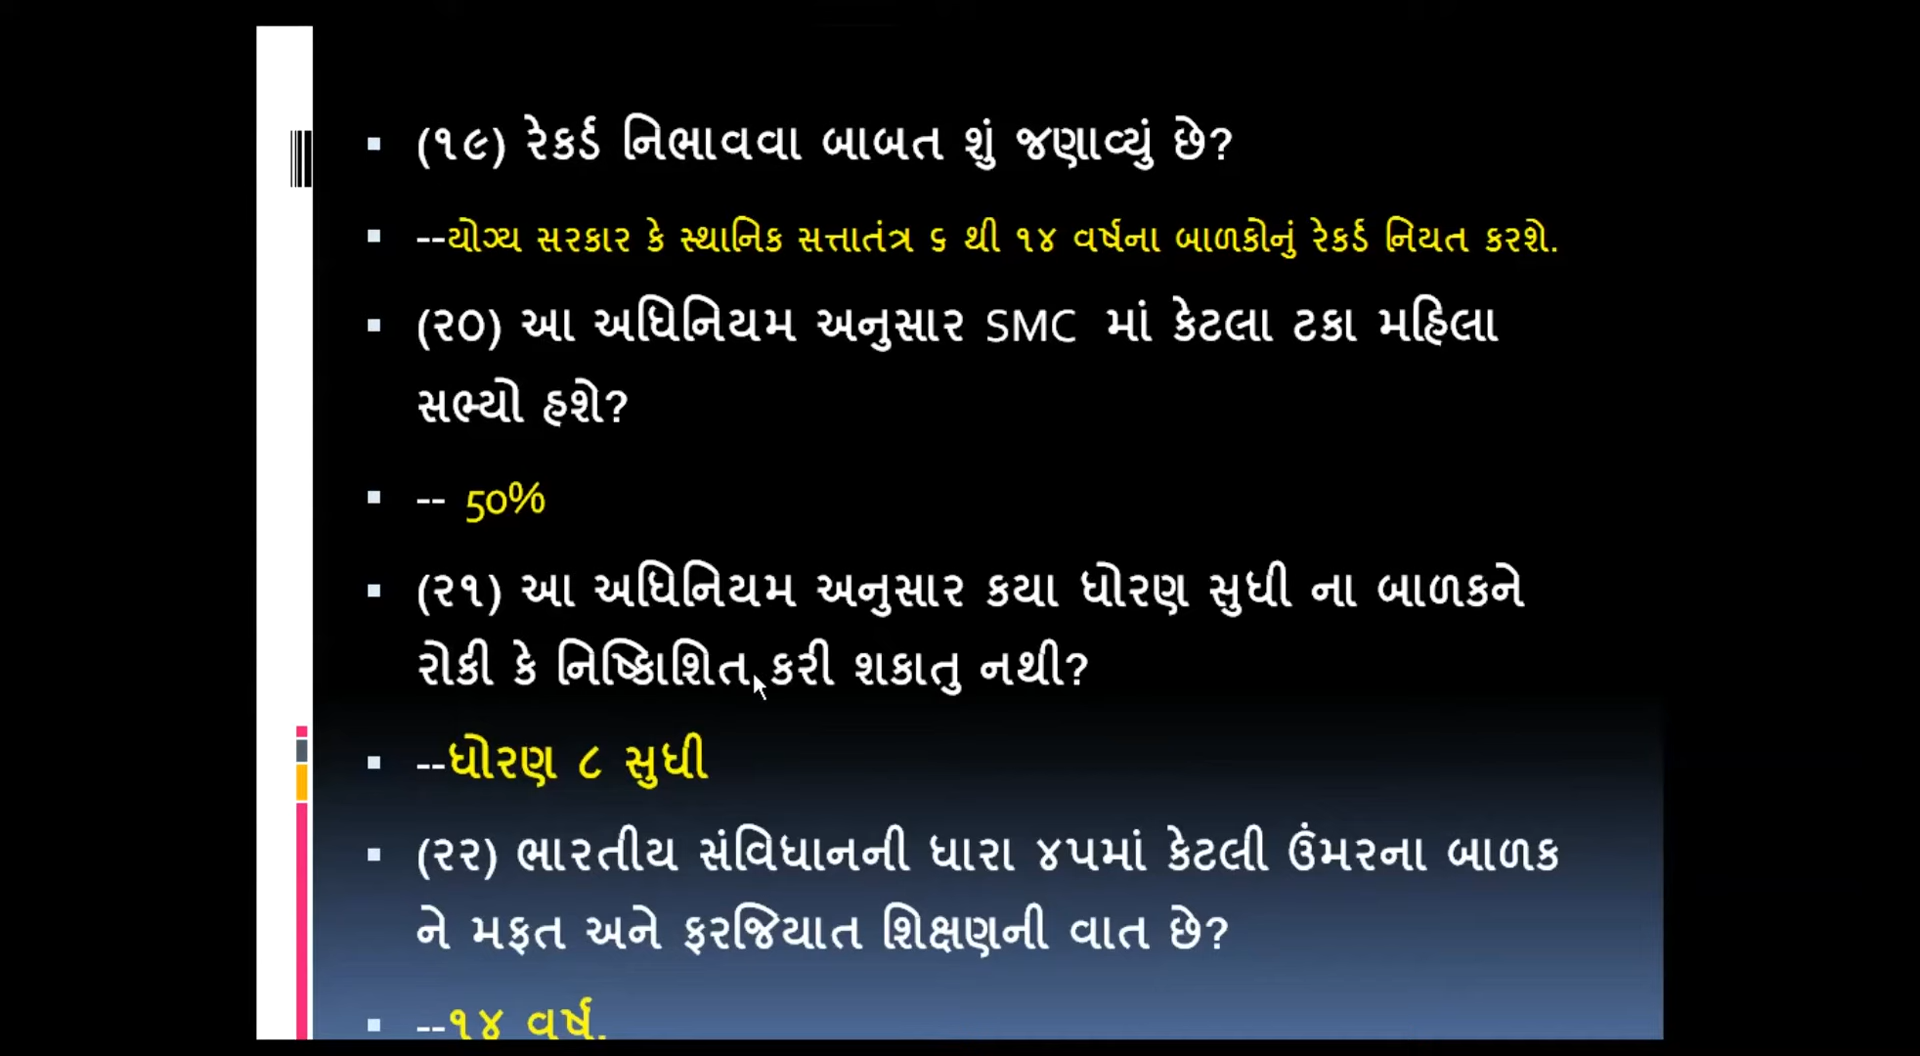 (૧૯) રેકર્ડ નિભાવવા બાબત શું જણાવ્યું છે?
--યોગ્ય સરકાર કે સ્થાનિક સત્તાતંત્ર ૬ થી ૧૪ વર્ષના બાળકોનું રેકર્ડ નિયત કરશે.
(૨૦) આ અધિનિયમ અનુસાર SMC માં કેટલા ટકા મહિલા
સભ્યો હશે?
-- 50%
(૨૧) આ અધિનિયમ અનુસાર કયા ધોરણ સુધી ના બાળકને
રોકી કે નિષ્કિાશિત કરી શકાતુ નથી?
--ધોરણ ૮ સુધી
(૨૨) ભારતીય સંવિધાનની ધારા ૪૫માં કેટલી ઉંમરના બાળક
ને મફત અને ફરજિયાત શિક્ષણની વાત છે?
--૧૪ વર્ષ.